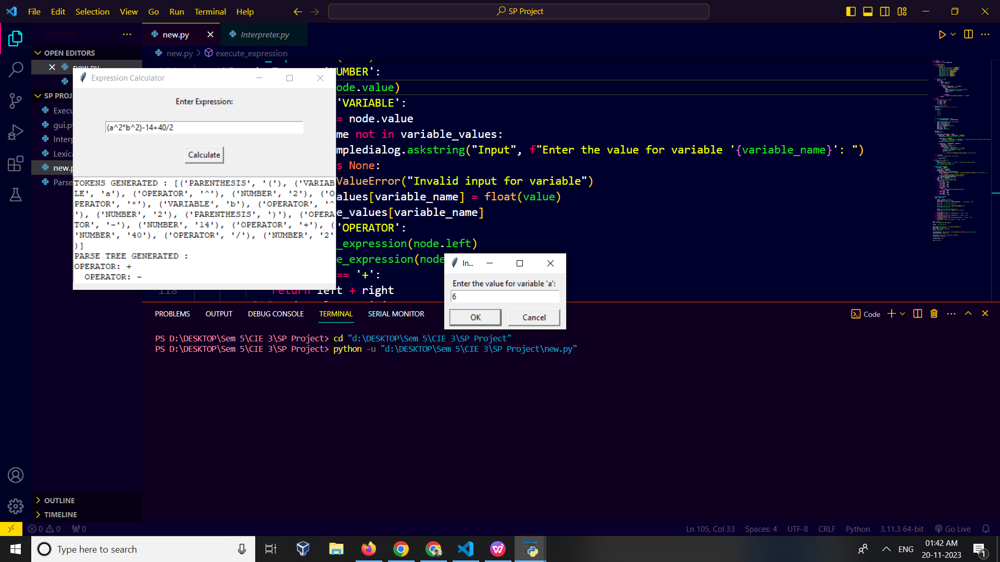 File Edit Selection View Go Run Terminal Help
SP Project
EXPLORER
new.py
Interpreter.py
OPEN EDITORS
new.py > execute_expression
new.py
SP PROJ
Execu
gui.p
Interp
Lexica
new.p
Parse
UMBER':
ode.value)
'VARIABLE':
= node.value
me not in variable_values:
mpledialog.askstring("Input", f"Enter the value for variable '{variable_name}': ")
s None:
ValueError("Invalid input for variable")
alues[variable_name] = float(value)
e_values[variable_name]
'OPERATOR':
_expression(node.left)
e_expression(node
== '+':
118 return left + right
Expression Calculator
Enter Expression:
(a^2*b^2)-14+40/2
Calculate
TOKENS GENERATED : [('PARENTHESIS', '('), ('VARIAB
LE', 'a'), ('OPERATOR', '^'), ('NUMBER', '2'), ('O
PERATOR', '*'), ('VARIABLE', 'b'), ('OPERATOR', '^
'), ('NUMBER', '2'), ('PARENTHESIS', ')'), ('OPERA
TOR', '-'), ('NUMBER', '14'), ('OPERATOR', '+'), (
'NUMBER', '40'), ('OPERATOR', '/'), ('NUMBER', '2'
)]
PARSE TREE GENERATED :
OPERATOR: +
OPERATOR: -
In...
Enter the value for variable 'a':
6
OK Cancel
PROBLEMS OUTPUT DEBUG CONSOLE TERMINAL SERIAL MONITOR
Code
PS D:\DESKTOP\Sem 5\CIE 3\SP Project> cd "d:\DESKTOP\Sem 5\CIE 3\SP Project"
PS D:\DESKTOP\Sem 5\CIE 3\SP Project> python -u "d:\DESKTOP\Sem 5\CIE 3\SP Project\new.py"
OUTLINE
TIMELINE
0 0 0
Ln 105, Col 33 Spaces: 4 UTF-8 CRLF Python 3.11.3 64-bit Go Live
Type here to search
ENG
01:42 AM
20-11-2023
1